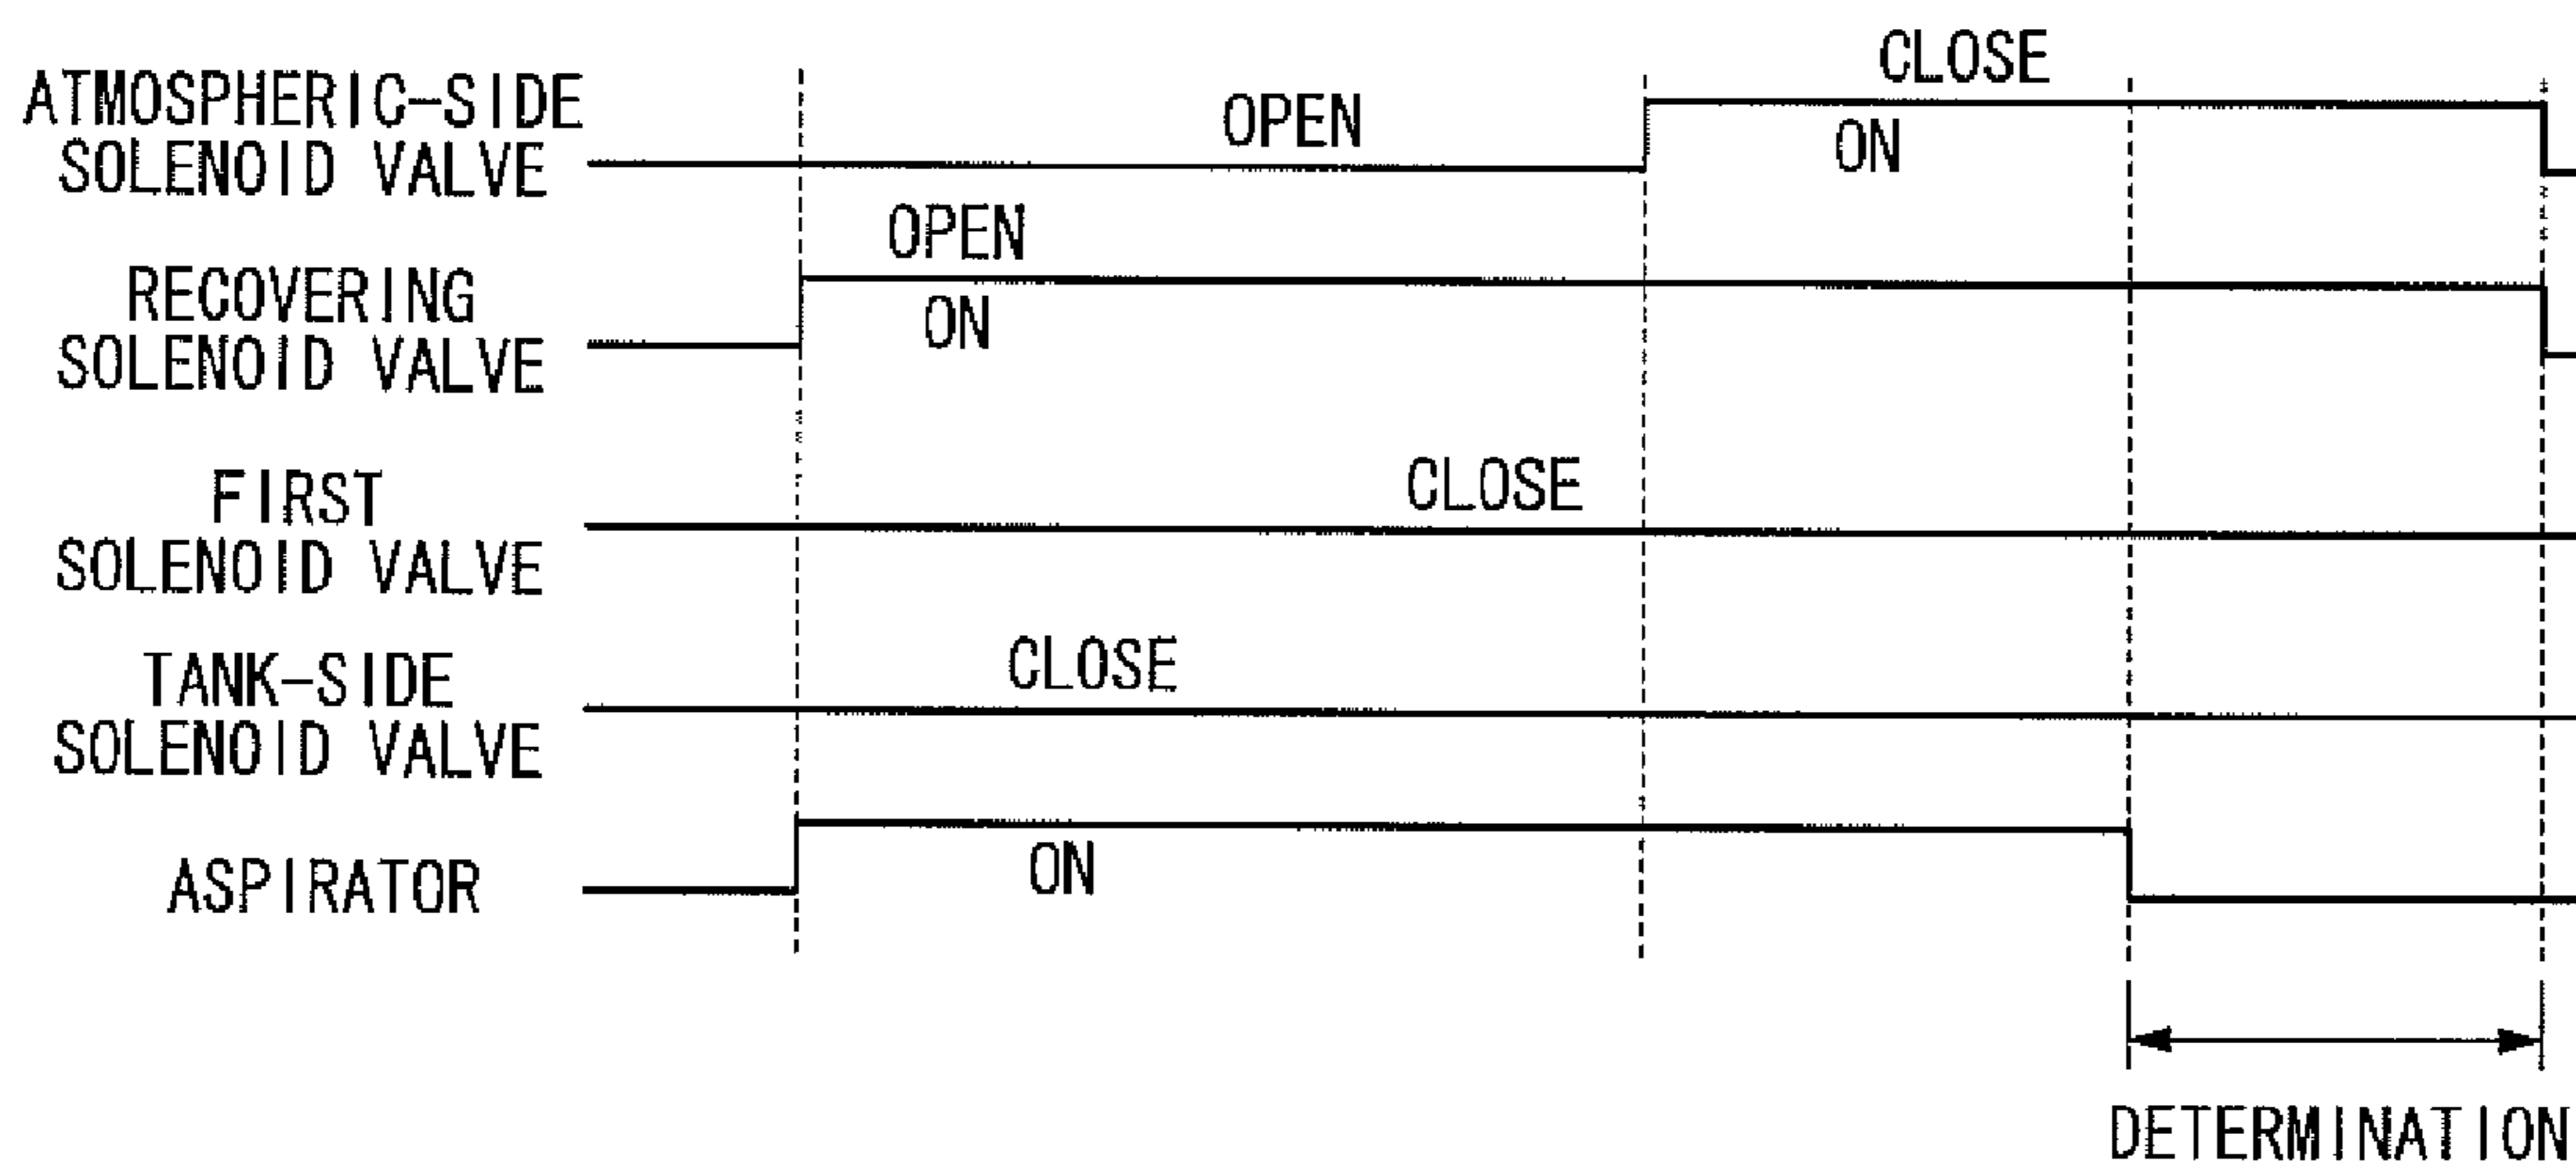 CLOSE
ATMOSPHERIC-SIDE
SOLENOID VALVE
OPEN
ON
OPEN
RECOVERING
SOLENOID VALVE
ON
CLOSE
FIRST
SOLENOID VALVE
CLOSE
TANK-SIDE
SOLENOID VALVE
ASPIRATOR
ON
DETERMINATION